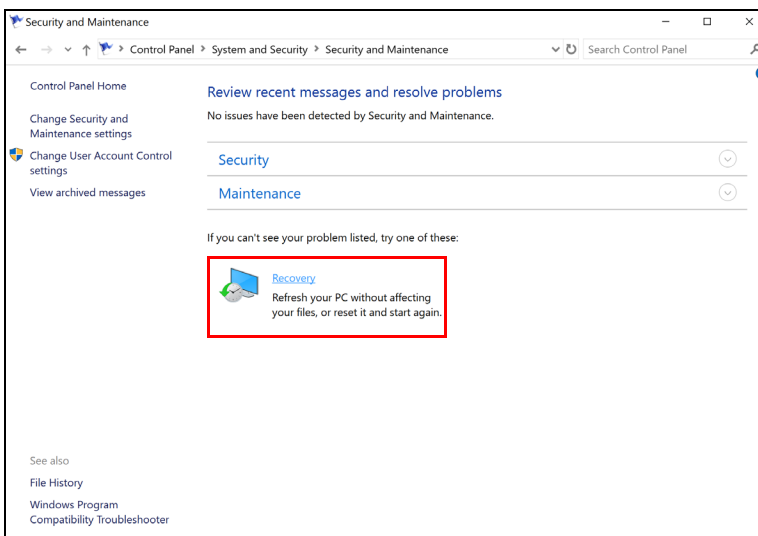 Security and Maintenance
Control Panel > System and Security > Security and Maintenance
Search Control Panel
Control Panel Home
Change Security and
Maintenance settings
Change User Account Control
settings
View archived messages
Review recent messages and resolve problems
No issues have been detected by Security and Maintenance.
Security
Maintenance
If you can't see your problem listed, try one of these:
Recovery
Refresh your PC without affecting
your files, or reset it and start again.
See also
File History
Windows Program
Compatibility Troubleshooter